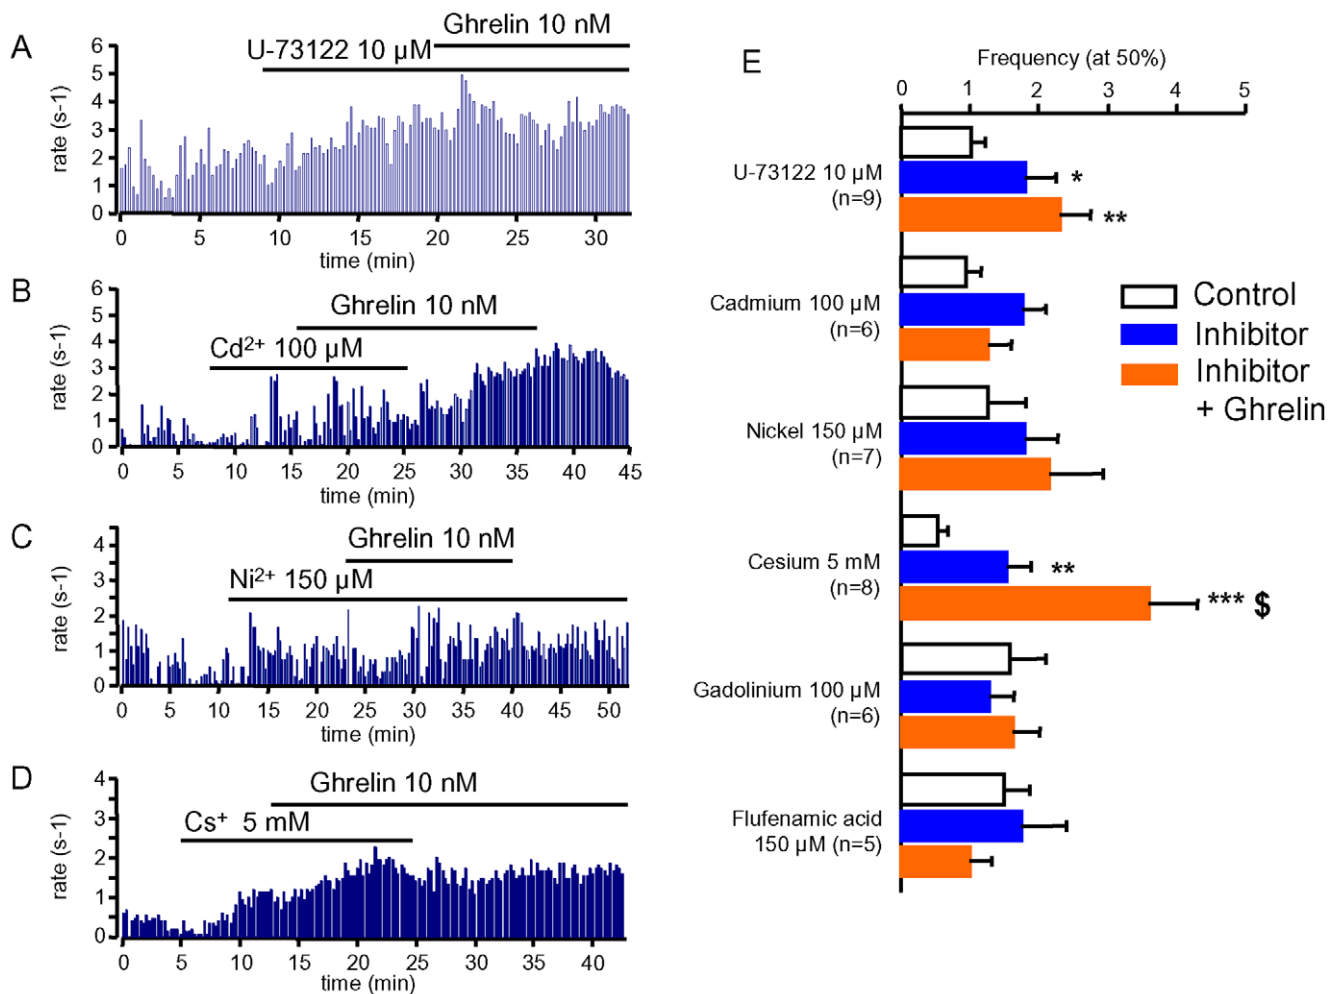 A
Ghrelin 10 nM
U-73122 10 µM
rate (s-1)
6
5
4
3
2
1
0
0 5 10 15 20 25 30
time (min)
B
Ghrelin 10 nM
Cd2+ 100 µM
rate (s-1)
6
5
4
3
2
1
0
0 5 10 15 20 25 30 35 40 45
time (min)
C
Ghrelin 10 nM
Ni2+ 150 µM
rate (s-1)
4
3
2
1
0
0 5 10 15 20 25 30 35 40 45 50
time (min)
D
Ghrelin 10 nM
Cs+ 5 mM
rate (s-1)
4
3
2
1
0
0 5 10 15 20 25 30 35 40
time (min)
E
Frequency (at 50%)
0 1 2 3 4 5
U-73122 10 µM
(n=9)
*
**
Cadmium 100 µM
(n=6)
Nickel 150 µM
(n=7)
Cesium 5 mM
(n=8)
**
*** $
Gadolinium 100 µM
(n=6)
Flufenamic acid
150 µM (n=5)
Control
Inhibitor
Inhibitor
+ Ghrelin